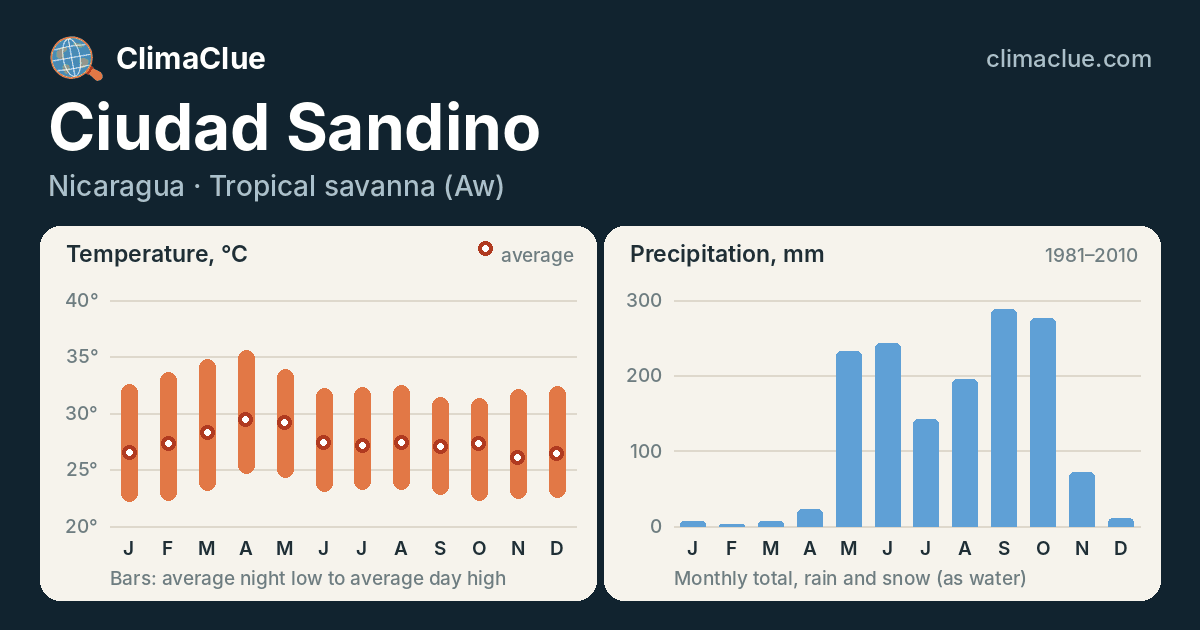 ClimaClue
climaclue.com
Ciudad Sandino
Nicaragua · Tropical savanna (Aw)
Temperature, °C
average
40°
35°
30°
25°
20°
J F M A M J J A S O N D
Bars: average night low to average day high
Precipitation, mm
1981–2010
300
200
100
0
J F M A M J J A S O N D
Monthly total, rain and snow (as water)